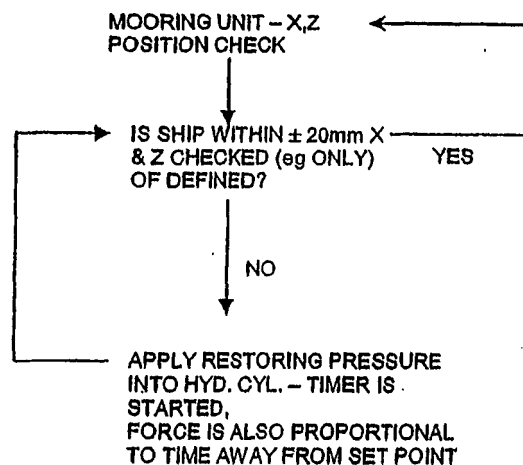 MOORING UNIT – X,Z
POSITION CHECK
IS SHIP WITHIN ± 20mm X
& Z CHECKED (eg ONLY)
OF DEFINED?
YES
NO
APPLY RESTORING PRESSURE
INTO HYD. CYL. – TIMER IS
STARTED,
FORCE IS ALSO PROPORTIONAL
TO TIME AWAY FROM SET POINT